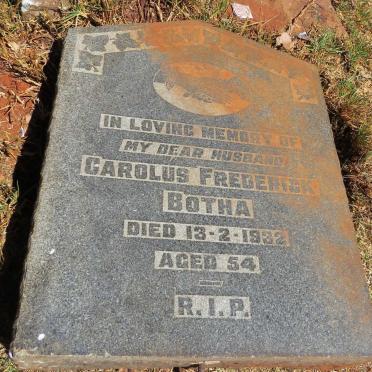 IN LOVING MEMORY OF
MY DEAR HUSBAND
CAROLUS FREDERICK
BOTHA
DIED 13-2-1932
AGED 54
R.I.P.